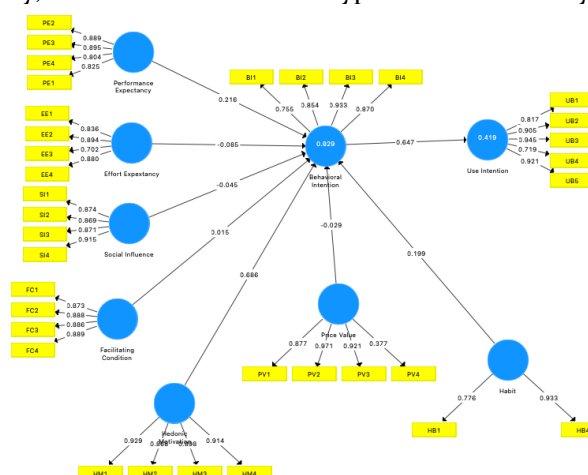 PE2
PE3
PE4
PE1
0.889
0.895
0.804
0.825
Performance
Expectancy
0.216
BI1
BI2
BI3
BI4
0.755
0.854
0.933
0.870
0.829
Behavioral
Intention
0.647
0.419
Use Intention
UB1
UB2
UB3
UB4
UB5
0.817
0.905
0.945
0.719
0.921
EE1
EE2
EE3
EE4
0.836
0.894
0.702
0.880
Effort Expextancy
-0.085
SI1
SI2
SI3
SI4
0.874
0.869
0.871
0.915
Social Influence
-0.045
FC1
FC2
FC3
FC4
0.873
0.888
0.886
0.889
Facilitating
Condition
0.015
0.686
-0.029
0.199
Price Value
0.877
0.971
0.921
0.377
PV1
PV2
PV3
PV4
Habit
0.776
0.933
HB1
HB4
Hedonic
Motivation
0.929
0.914
HM1
HM2
HM3
HM4